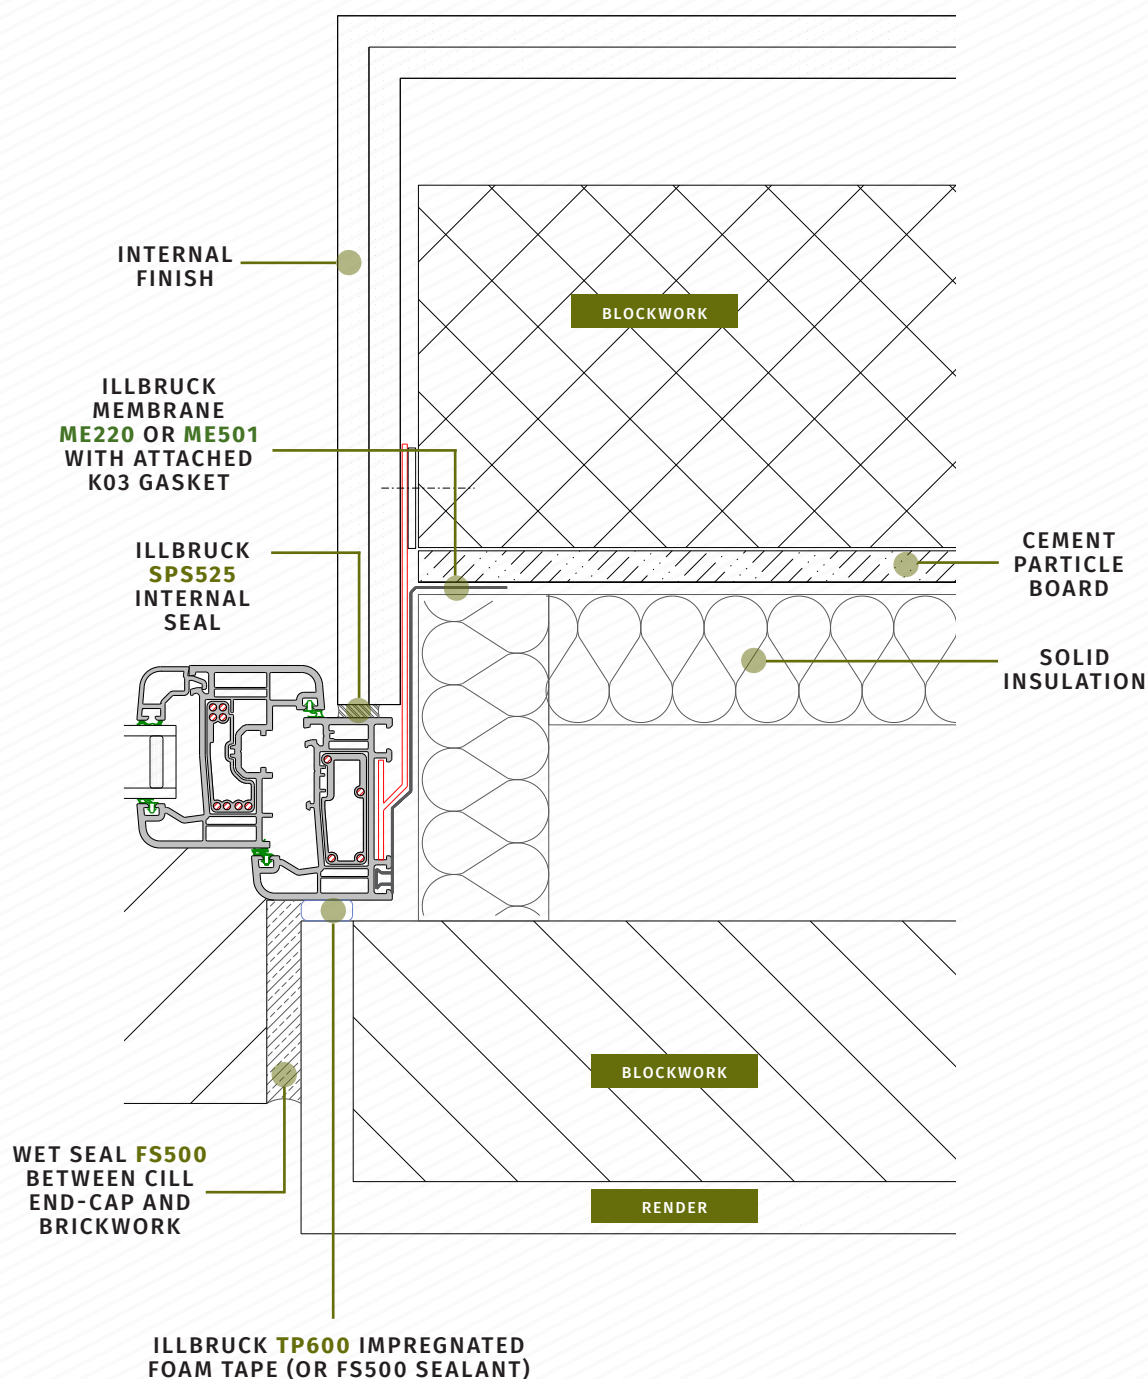 INTERNAL
FINISH
BLOCKWORK
ILLBRUCK
MEMBRANE
ME220 OR ME501
WITH ATTACHED
K03 GASKET
ILLBRUCK
SPS525
INTERNAL
SEAL
CEMENT
PARTICLE
BOARD
SOLID
INSULATION
BLOCKWORK
WET SEAL FS500
BETWEEN CILL
END-CAP AND
BRICKWORK
RENDER
ILLBRUCK TP600 IMPREGNATED
FOAM TAPE (OR FS500 SEALANT)